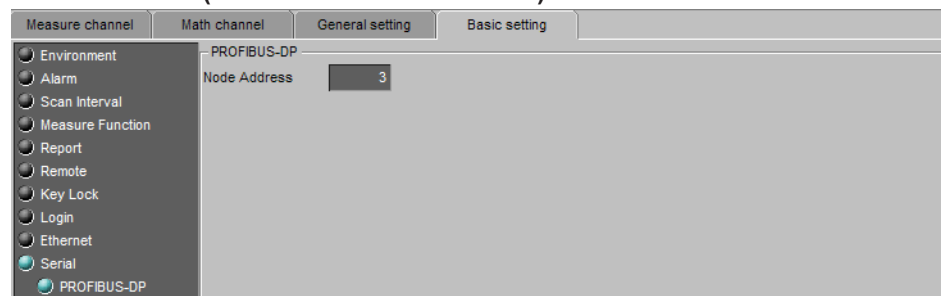 Measure channel Math channel General setting Basic setting
Environment
Alarm
Scan Interval
Measure Function
Report
Remote
Key Lock
Login
Ethernet
Serial
PROFIBUS-DP
PROFIBUS-DP
Node Address 3